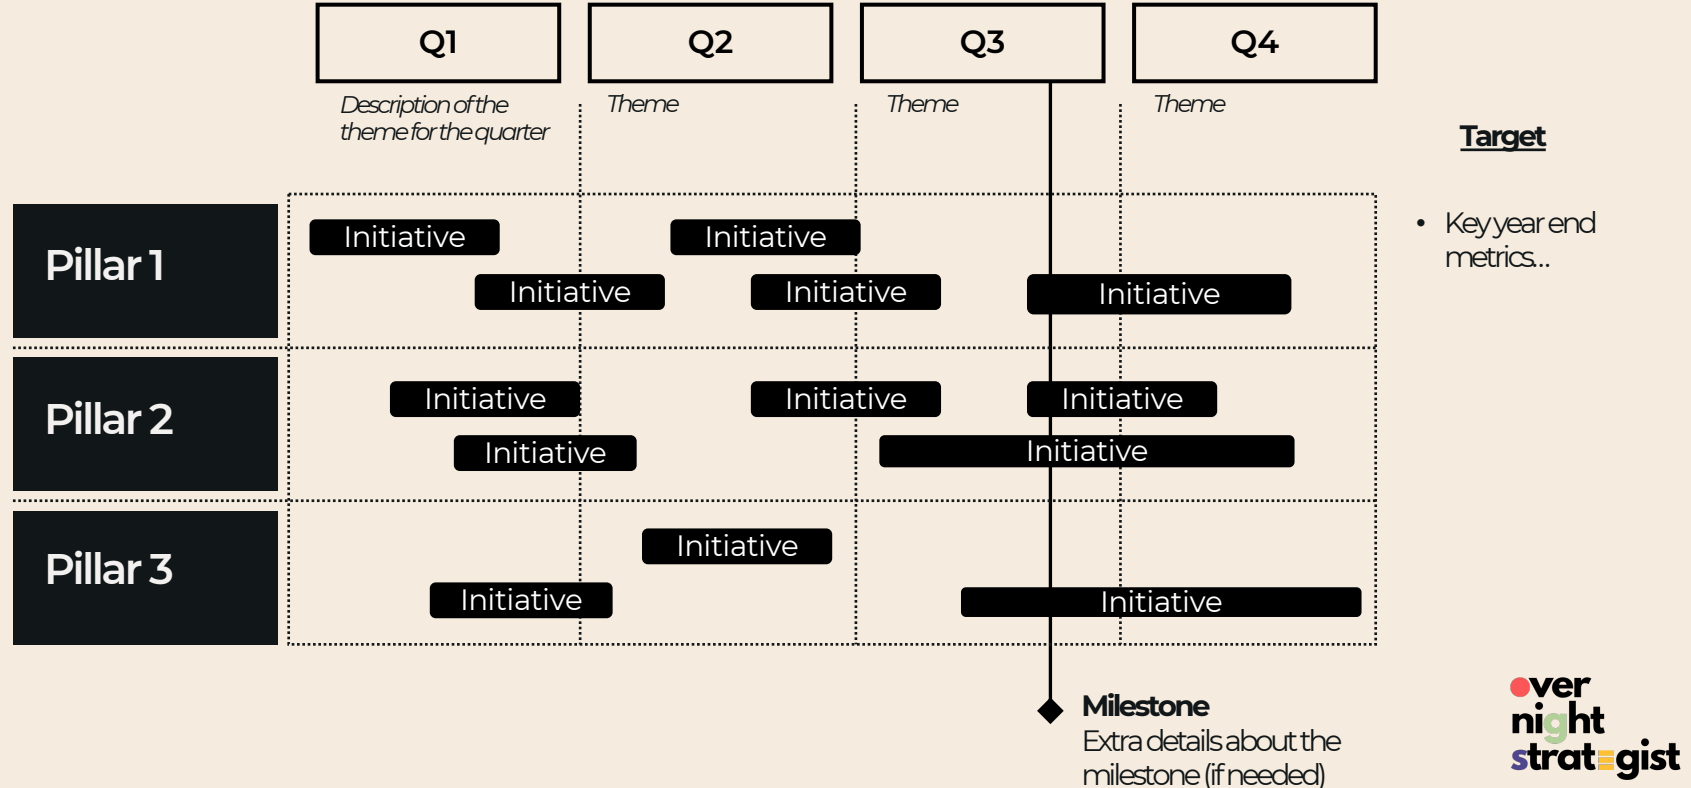 Q1
Q2
Q3
Q4
Description of the
theme for the quarter
Theme
Theme
Theme
Target
• Key year end
metrics...
Pillar 1
Initiative
Initiative
Initiative
Initiative
Initiative
Pillar 2
Initiative
Initiative
Initiative
Initiative
Initiative
Pillar 3
Initiative
Initiative
Initiative
Milestone
Extra details about the
milestone (if needed)
over
night
strategist